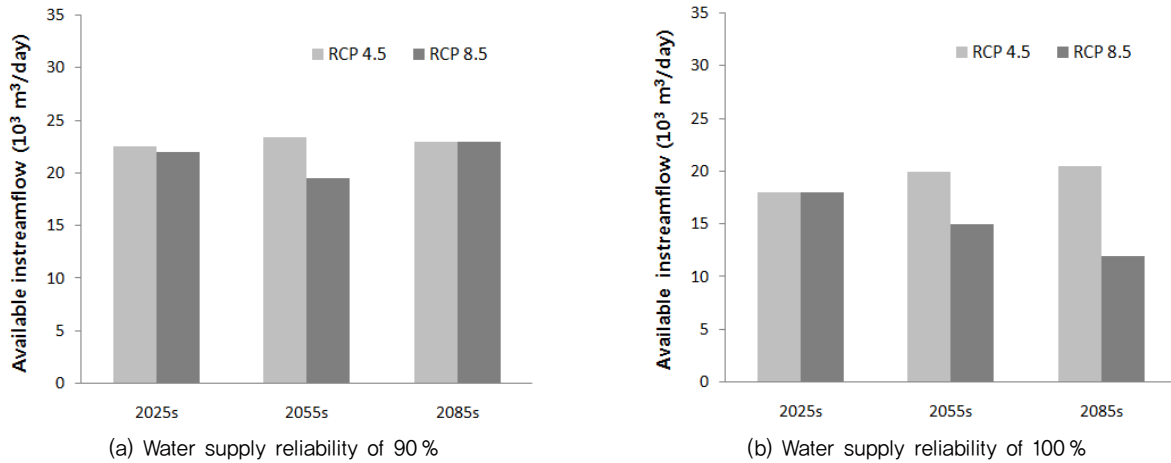 Available instreamflow (10³ m³/day)
35
30
25
20
15
10
5
0
RCP 4.5
RCP 8.5
2025s
2055s
2085s
(a) Water supply reliability of 90 %
Available instreamflow (10³ m³/day)
35
30
25
20
15
10
5
0
RCP 4.5
RCP 8.5
2025s
2055s
2085s
(b) Water supply reliability of 100 %